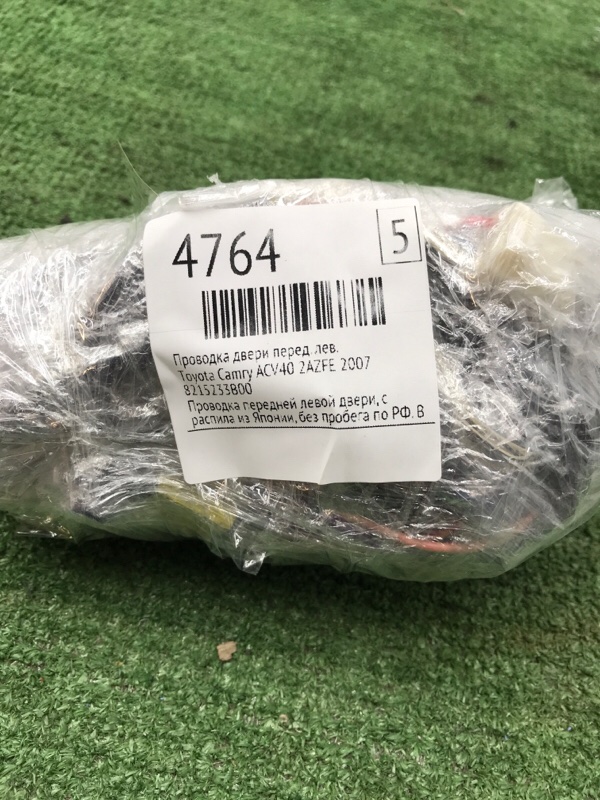 4764
5
Проводка двери перед. лев.
Toyota Camry ACV40 2AZFE 2007
8215233B00
Проводка передней левой двери, с
распила из Японии, без пробега по РФ. В